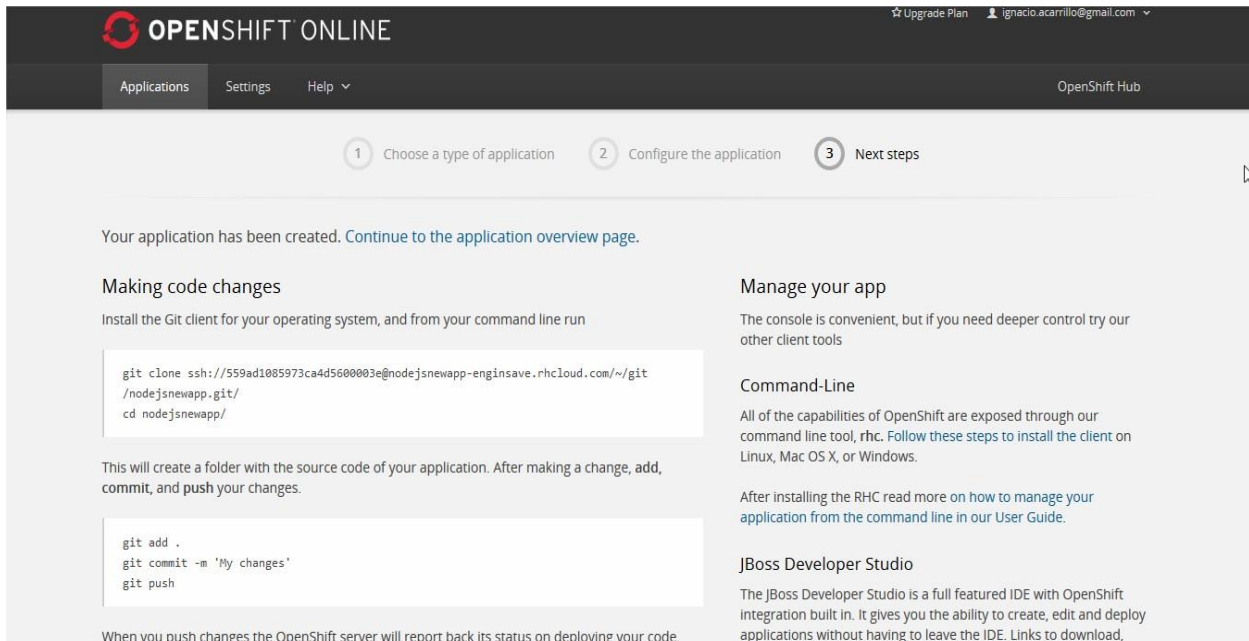 OPENSHIFT ONLINE
Upgrade Plan ignacio.acarrillo@gmail.com
Applications Settings Help OpenShift Hub
1 Choose a type of application 2 Configure the application 3 Next steps
Your application has been created. Continue to the application overview page.
Making code changes
Install the Git client for your operating system, and from your command line run
git clone ssh://559ad1085973ca4d5600003e@nodejsnewapp-enginsave.rhcloud.com/~/git
/nodejsnewapp.git/
cd nodejsnewapp/
This will create a folder with the source code of your application. After making a change, add,
commit, and push your changes.
git add .
git commit -m 'My changes'
git push
When you push changes the OpenShift server will report back its status on deploying your code.
Manage your app
The console is convenient, but if you need deeper control try our
other client tools
Command-Line
All of the capabilities of OpenShift are exposed through our
command line tool, rhc. Follow these steps to install the client on
Linux, Mac OS X, or Windows.
After installing the RHC read more on how to manage your
application from the command line in our User Guide.
JBoss Developer Studio
The JBoss Developer Studio is a full featured IDE with OpenShift
integration built in. It gives you the ability to create, edit and deploy
applications without having to leave the IDE. Links to download,